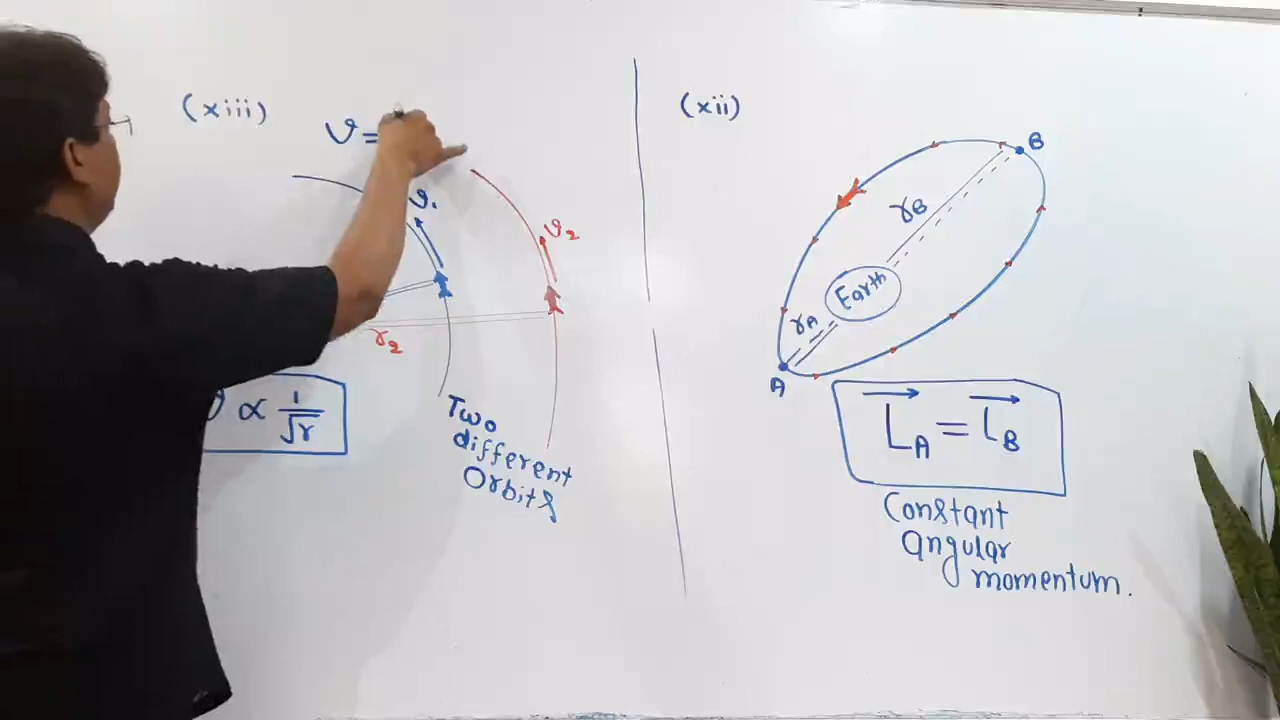 (xiii)
v =
v₁
v₂
r₂
∝ 1/√r
Two
different
Orbits
(xii)
B
rB
Earth
rA
A
L⃗A = L⃗B
Constant
angular
momentum.